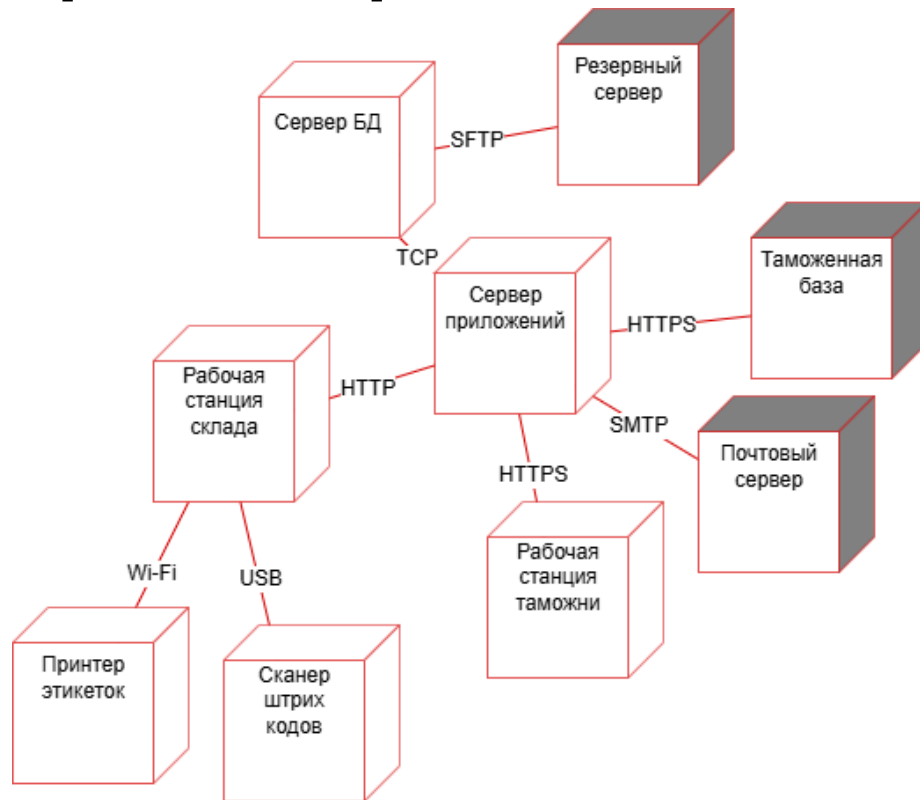 Резервный
сервер
Сервер БД
SFTP
TCP
Таможенная
база
Сервер
приложений
HTTPS
Рабочая
станция
склада
HTTP
SMTP
Почтовый
сервер
HTTPS
Рабочая
станция
таможни
Wi-Fi
USB
Принтер
этикеток
Сканер
штрих
кодов